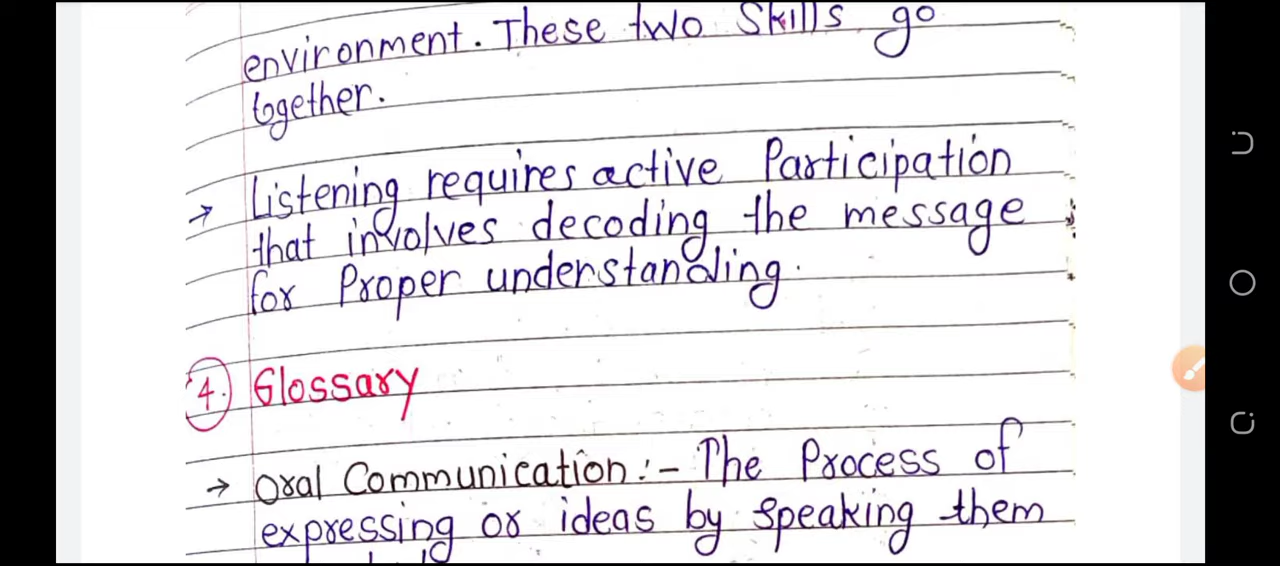 environment. These two Skills go
together.
→ Listening requires active Participation
that involves decoding the message
for Proper understanding.
4. Glossary
→ Oral Communication :- The Process of
expressing or ideas by speaking them